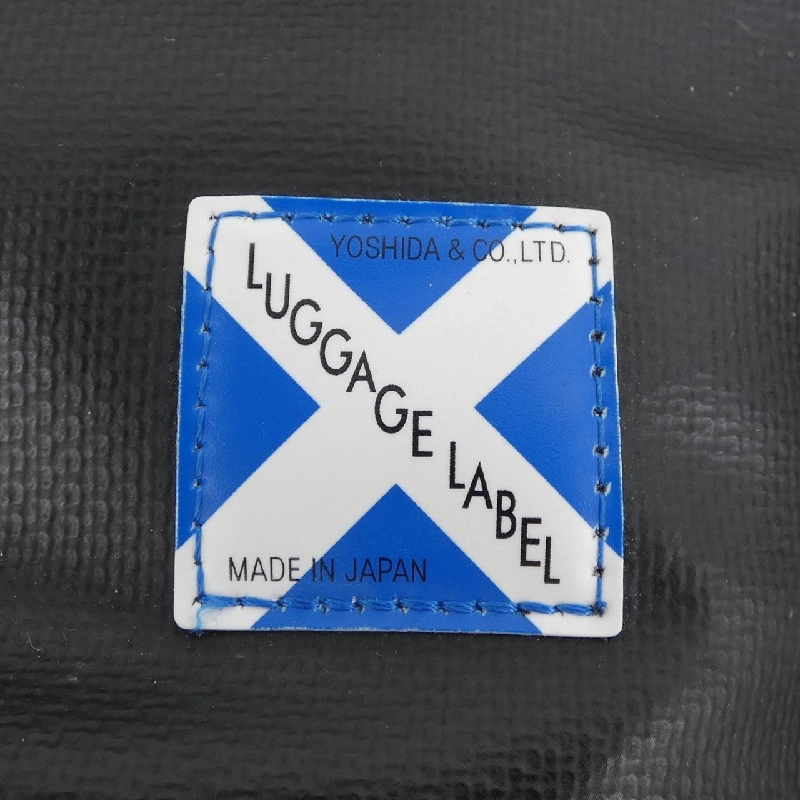 YOSHIDA & CO.,LTD.
LUGGAGE LABEL
MADE IN JAPAN